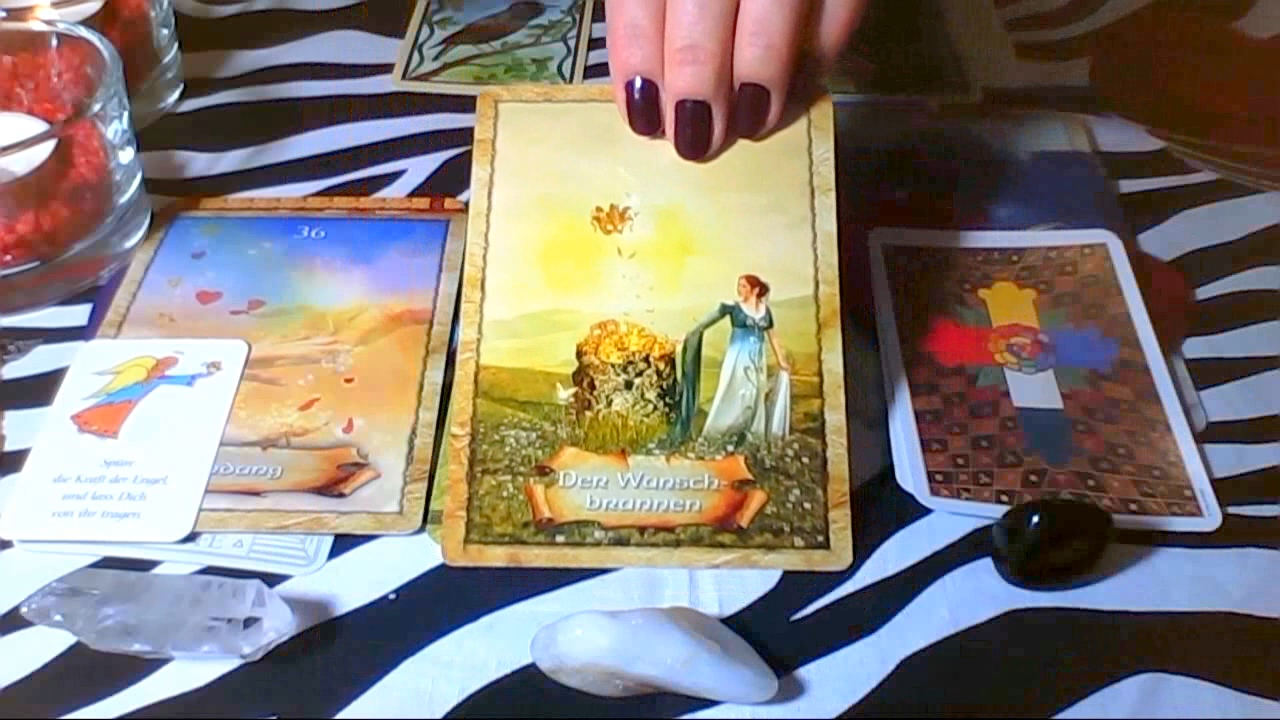 36
dung
Der Wunsch-
brunnen
Spüre
die Kraft der Engel,
und lass Dich
von ihr tragen